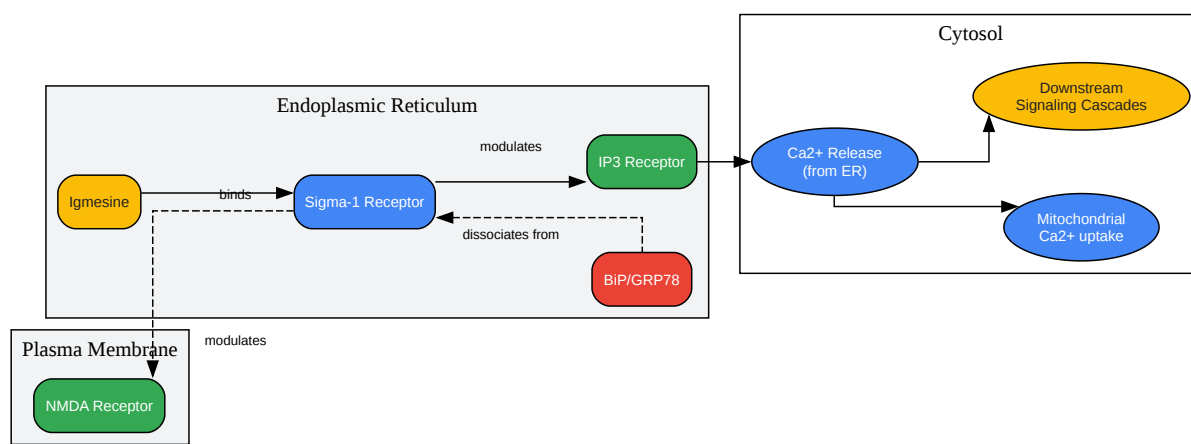 Cytosol
Downstream
Signaling Cascades
Endoplasmic Reticulum
modulates
IP3 Receptor
Ca2+ Release
(from ER)
Igmesine
binds
Sigma-1 Receptor
Mitochondrial
Ca2+ uptake
dissociates from
BiP/GRP78
modulates
Plasma Membrane
NMDA Receptor